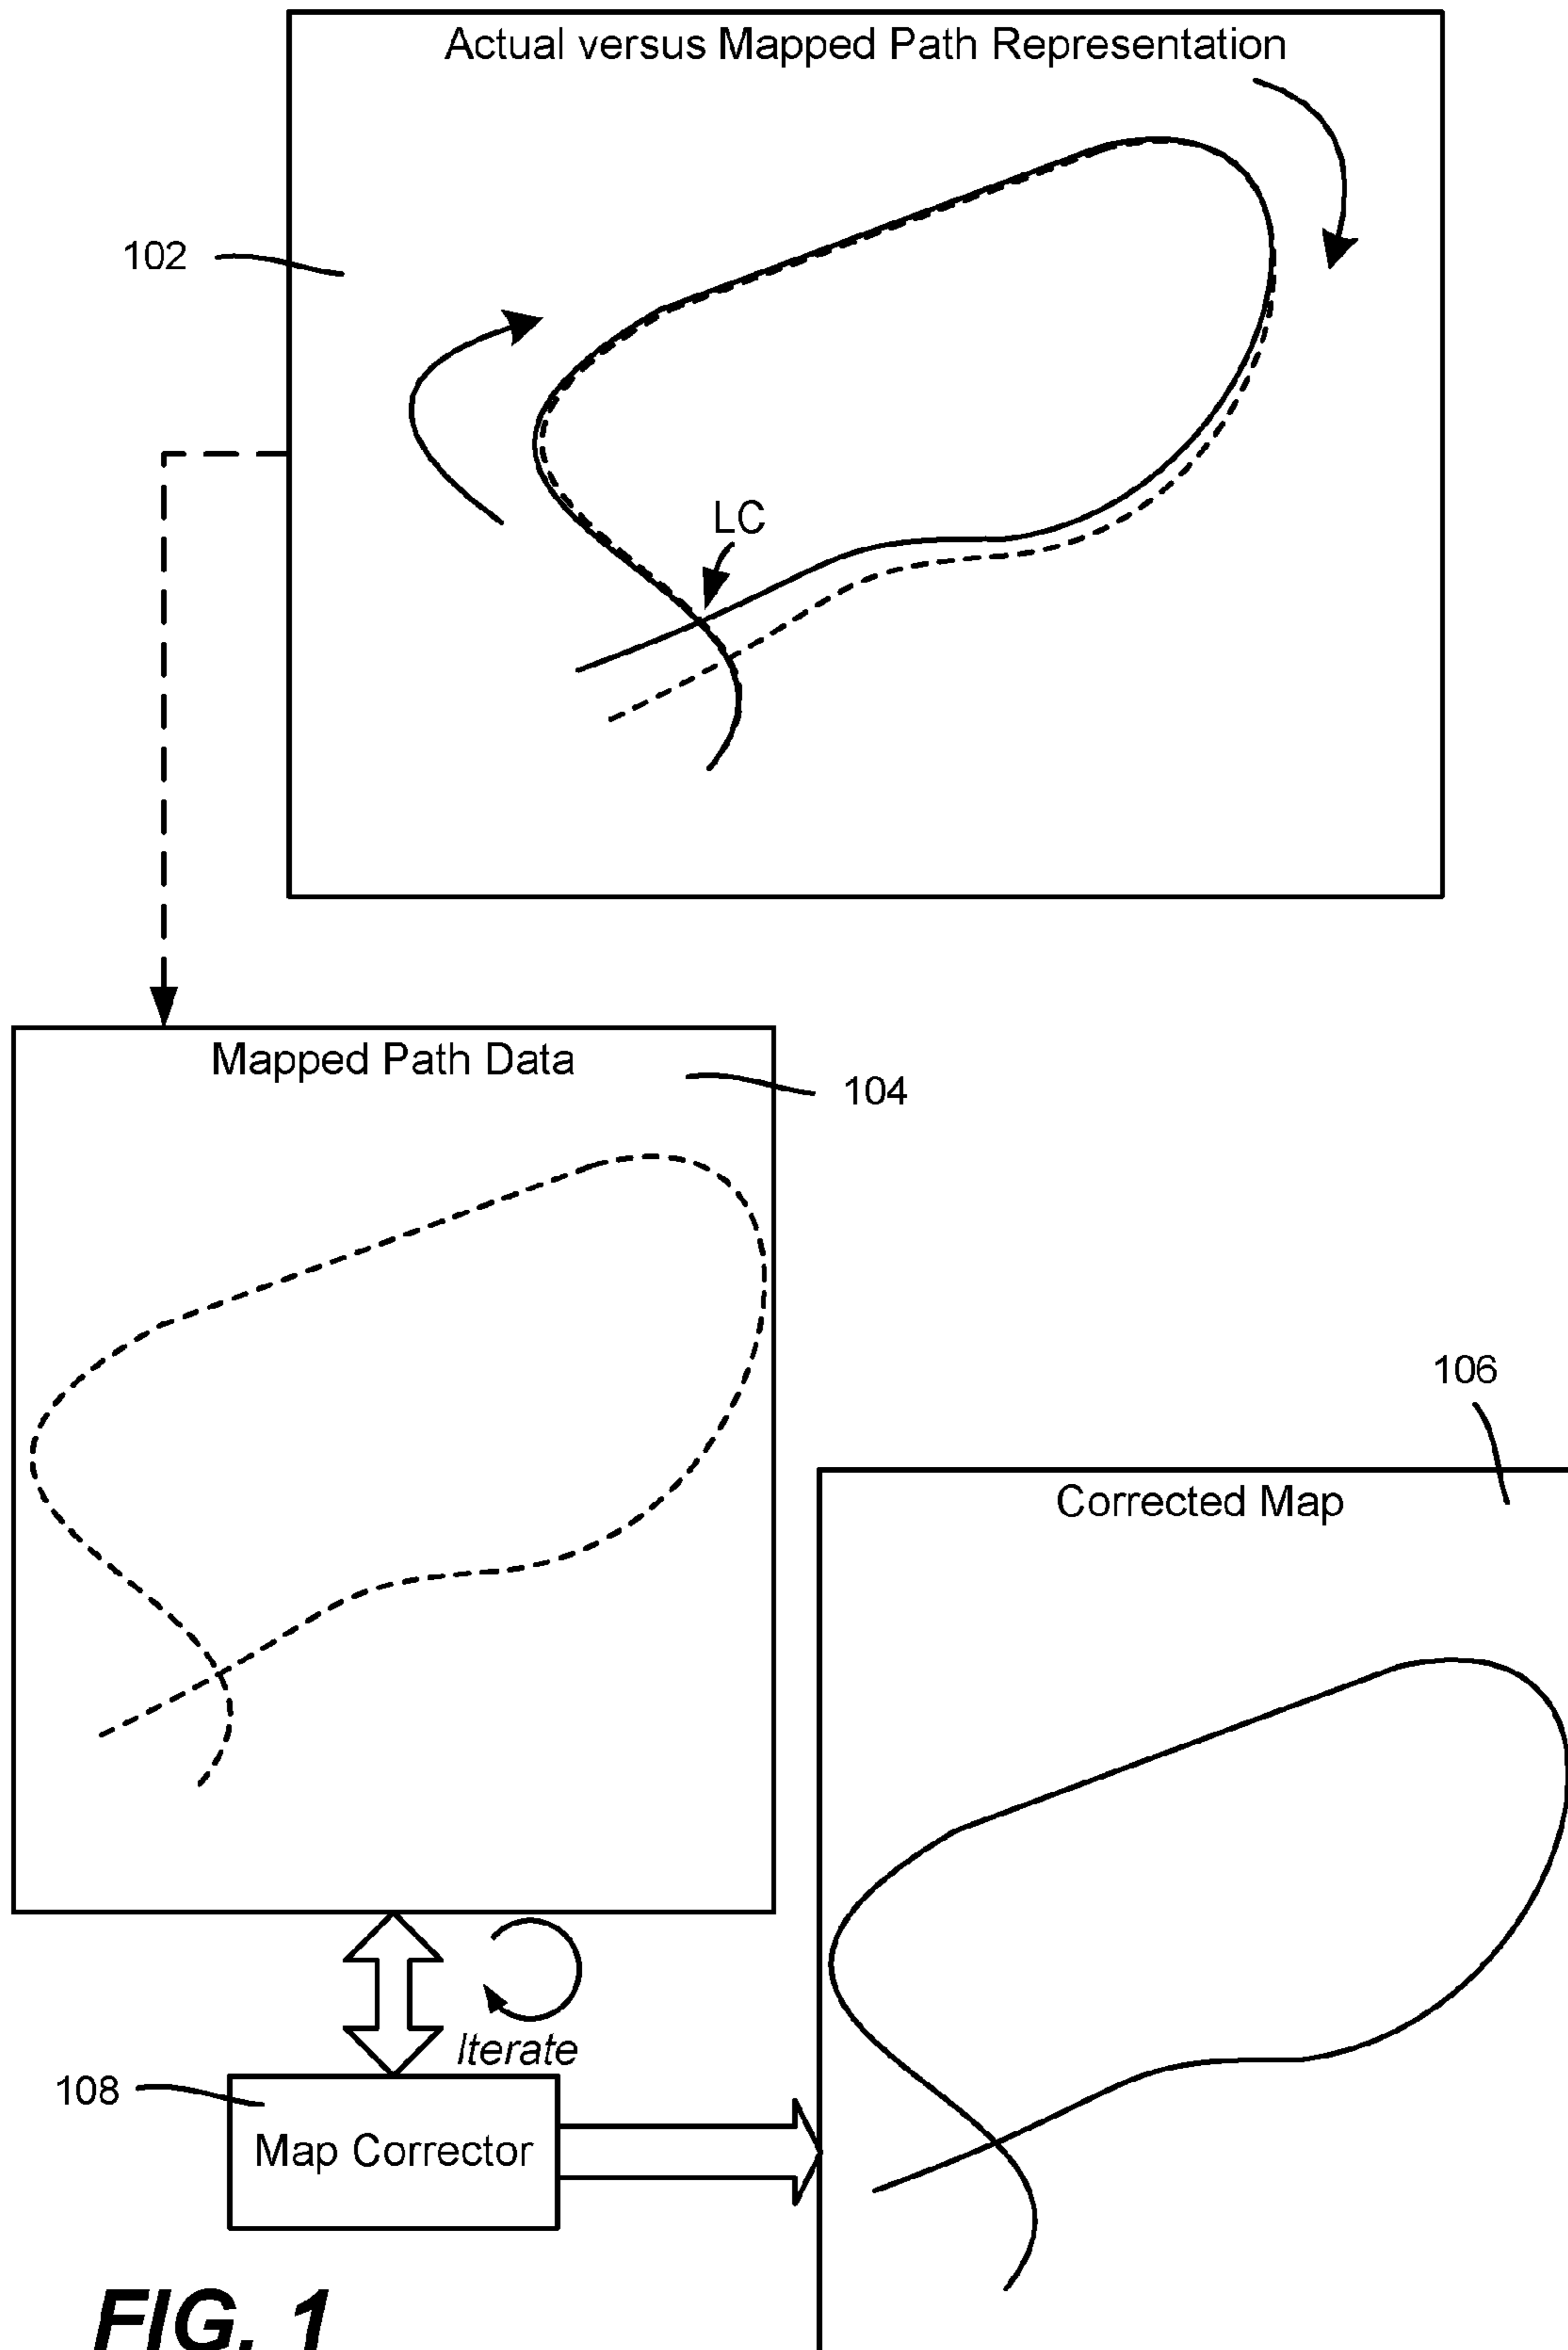 Actual versus Mapped Path Representation
102
LC
Mapped Path Data
104
106
Corrected Map
Iterate
108
Map Corrector
FIG. 1